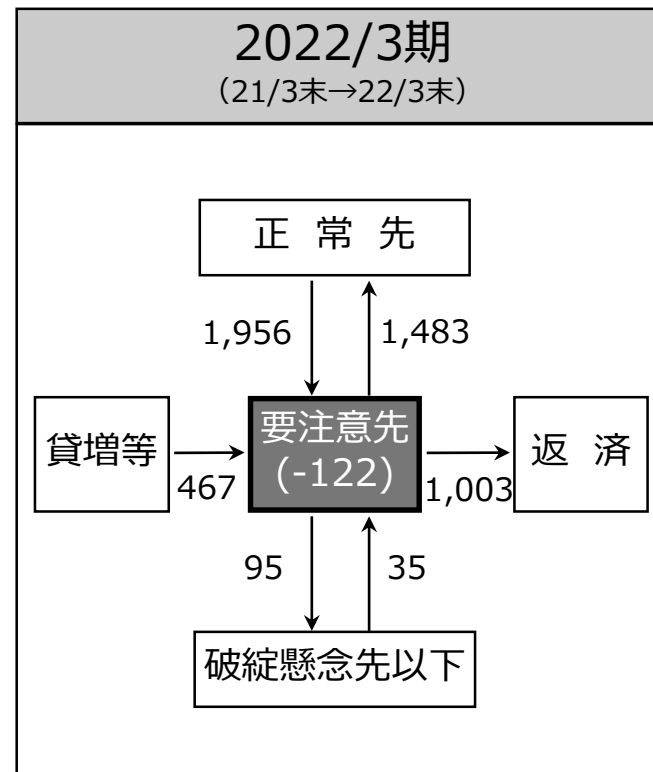 2022/3期
（21/3末→22/3末）
正 常 先
1,956
1,483
貸増等
467
要注意先
(-122)
1,003
返 済
95
35
破綻懸念先以下